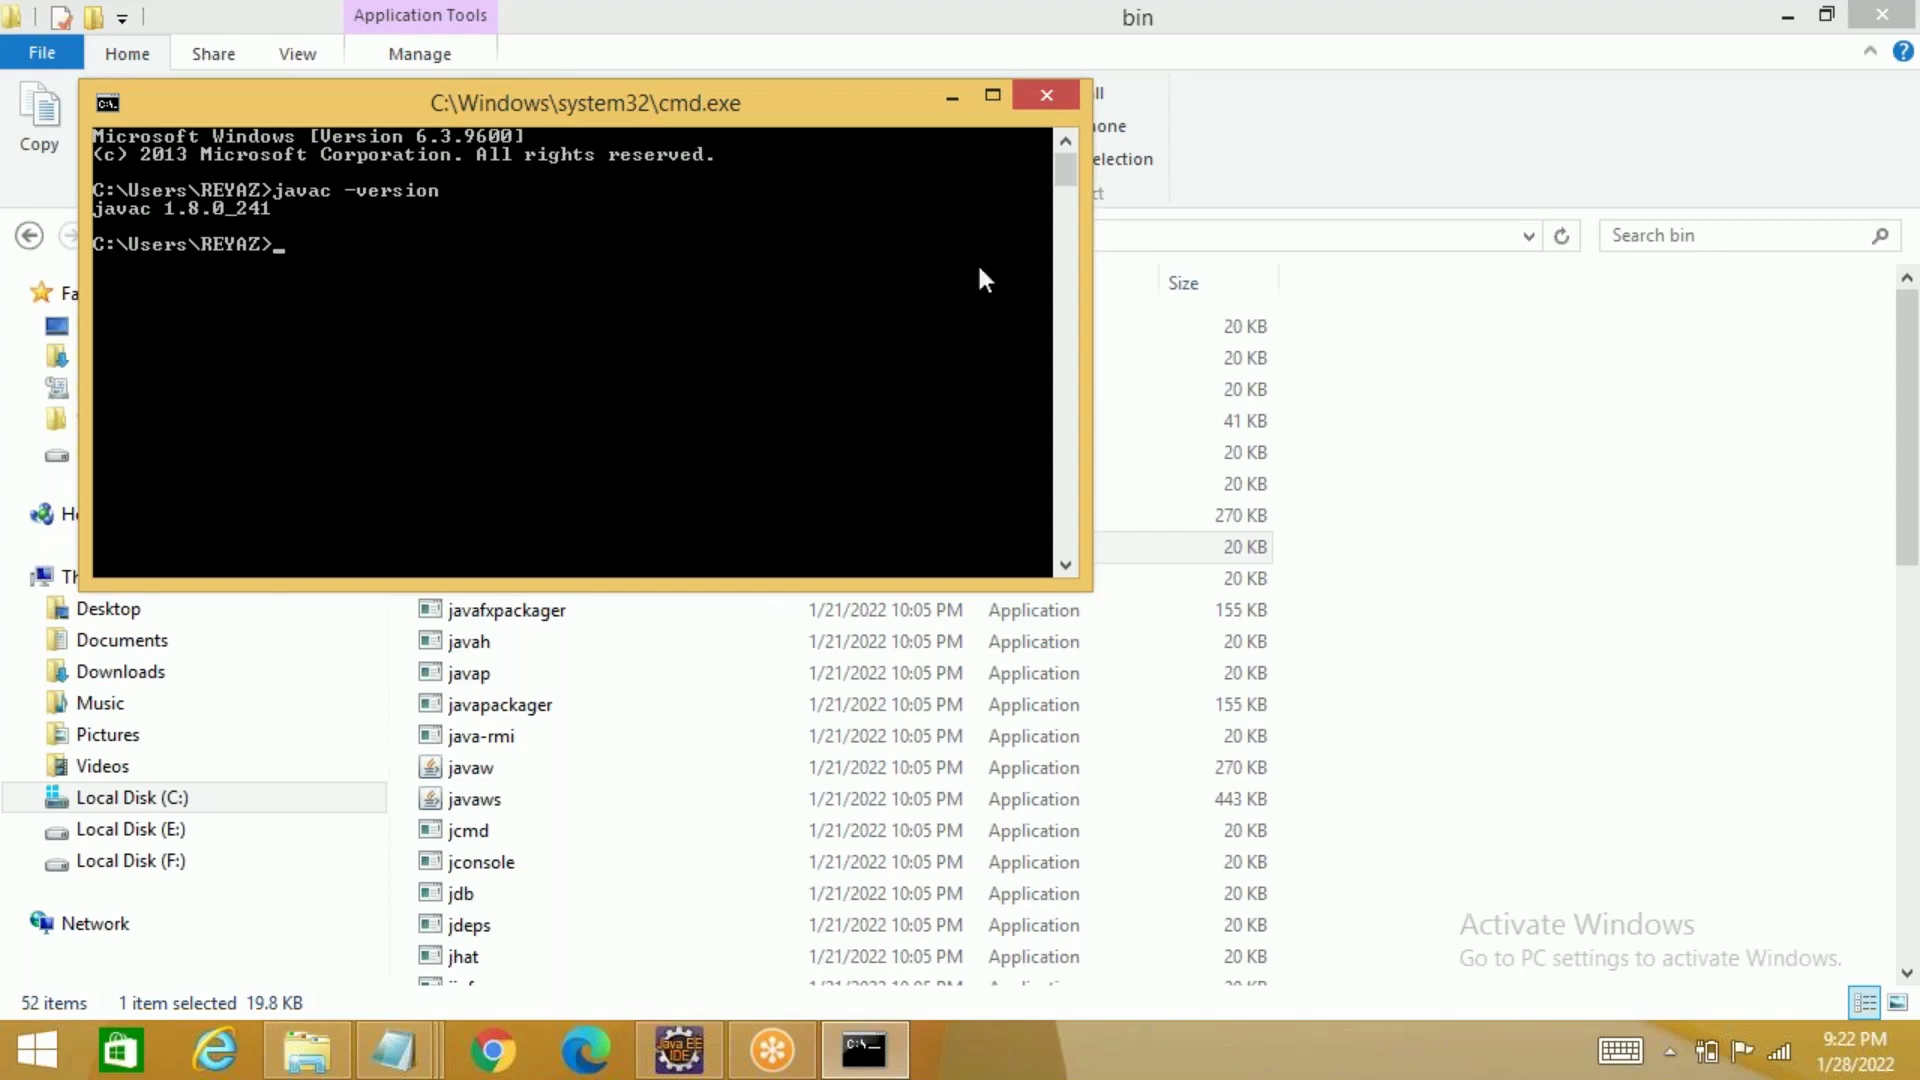 Application Tools
bin
File
Home
Share
View
Manage
Copy
C:\Windows\system32\cmd.exe
Microsoft Windows [Version 6.3.9600]
(c) 2013 Microsoft Corporation. All rights reserved.
C:\Users\REYAZ>javac -version
javac 1.8.0_241
C:\Users\REYAZ>_
Search bin
Size
20 KB
20 KB
20 KB
41 KB
20 KB
20 KB
270 KB
20 KB
20 KB
javafxpackager 1/21/2022 10:05 PM Application 155 KB
Desktop
javah 1/21/2022 10:05 PM Application 20 KB
Documents
javap 1/21/2022 10:05 PM Application 20 KB
Downloads
javapackager 1/21/2022 10:05 PM Application 155 KB
Music
java-rmi 1/21/2022 10:05 PM Application 20 KB
Pictures
javaw 1/21/2022 10:05 PM Application 270 KB
Videos
javaws 1/21/2022 10:05 PM Application 443 KB
Local Disk (C:)
jcmd 1/21/2022 10:05 PM Application 20 KB
Local Disk (E:)
jconsole 1/21/2022 10:05 PM Application 20 KB
Local Disk (F:)
jdb 1/21/2022 10:05 PM Application 20 KB
Network
jdeps 1/21/2022 10:05 PM Application 20 KB
jhat 1/21/2022 10:05 PM Application 20 KB
Activate Windows
Go to PC settings to activate Windows.
52 items 1 item selected 19.8 KB
Java EE
IDE
9:22 PM
1/28/2022